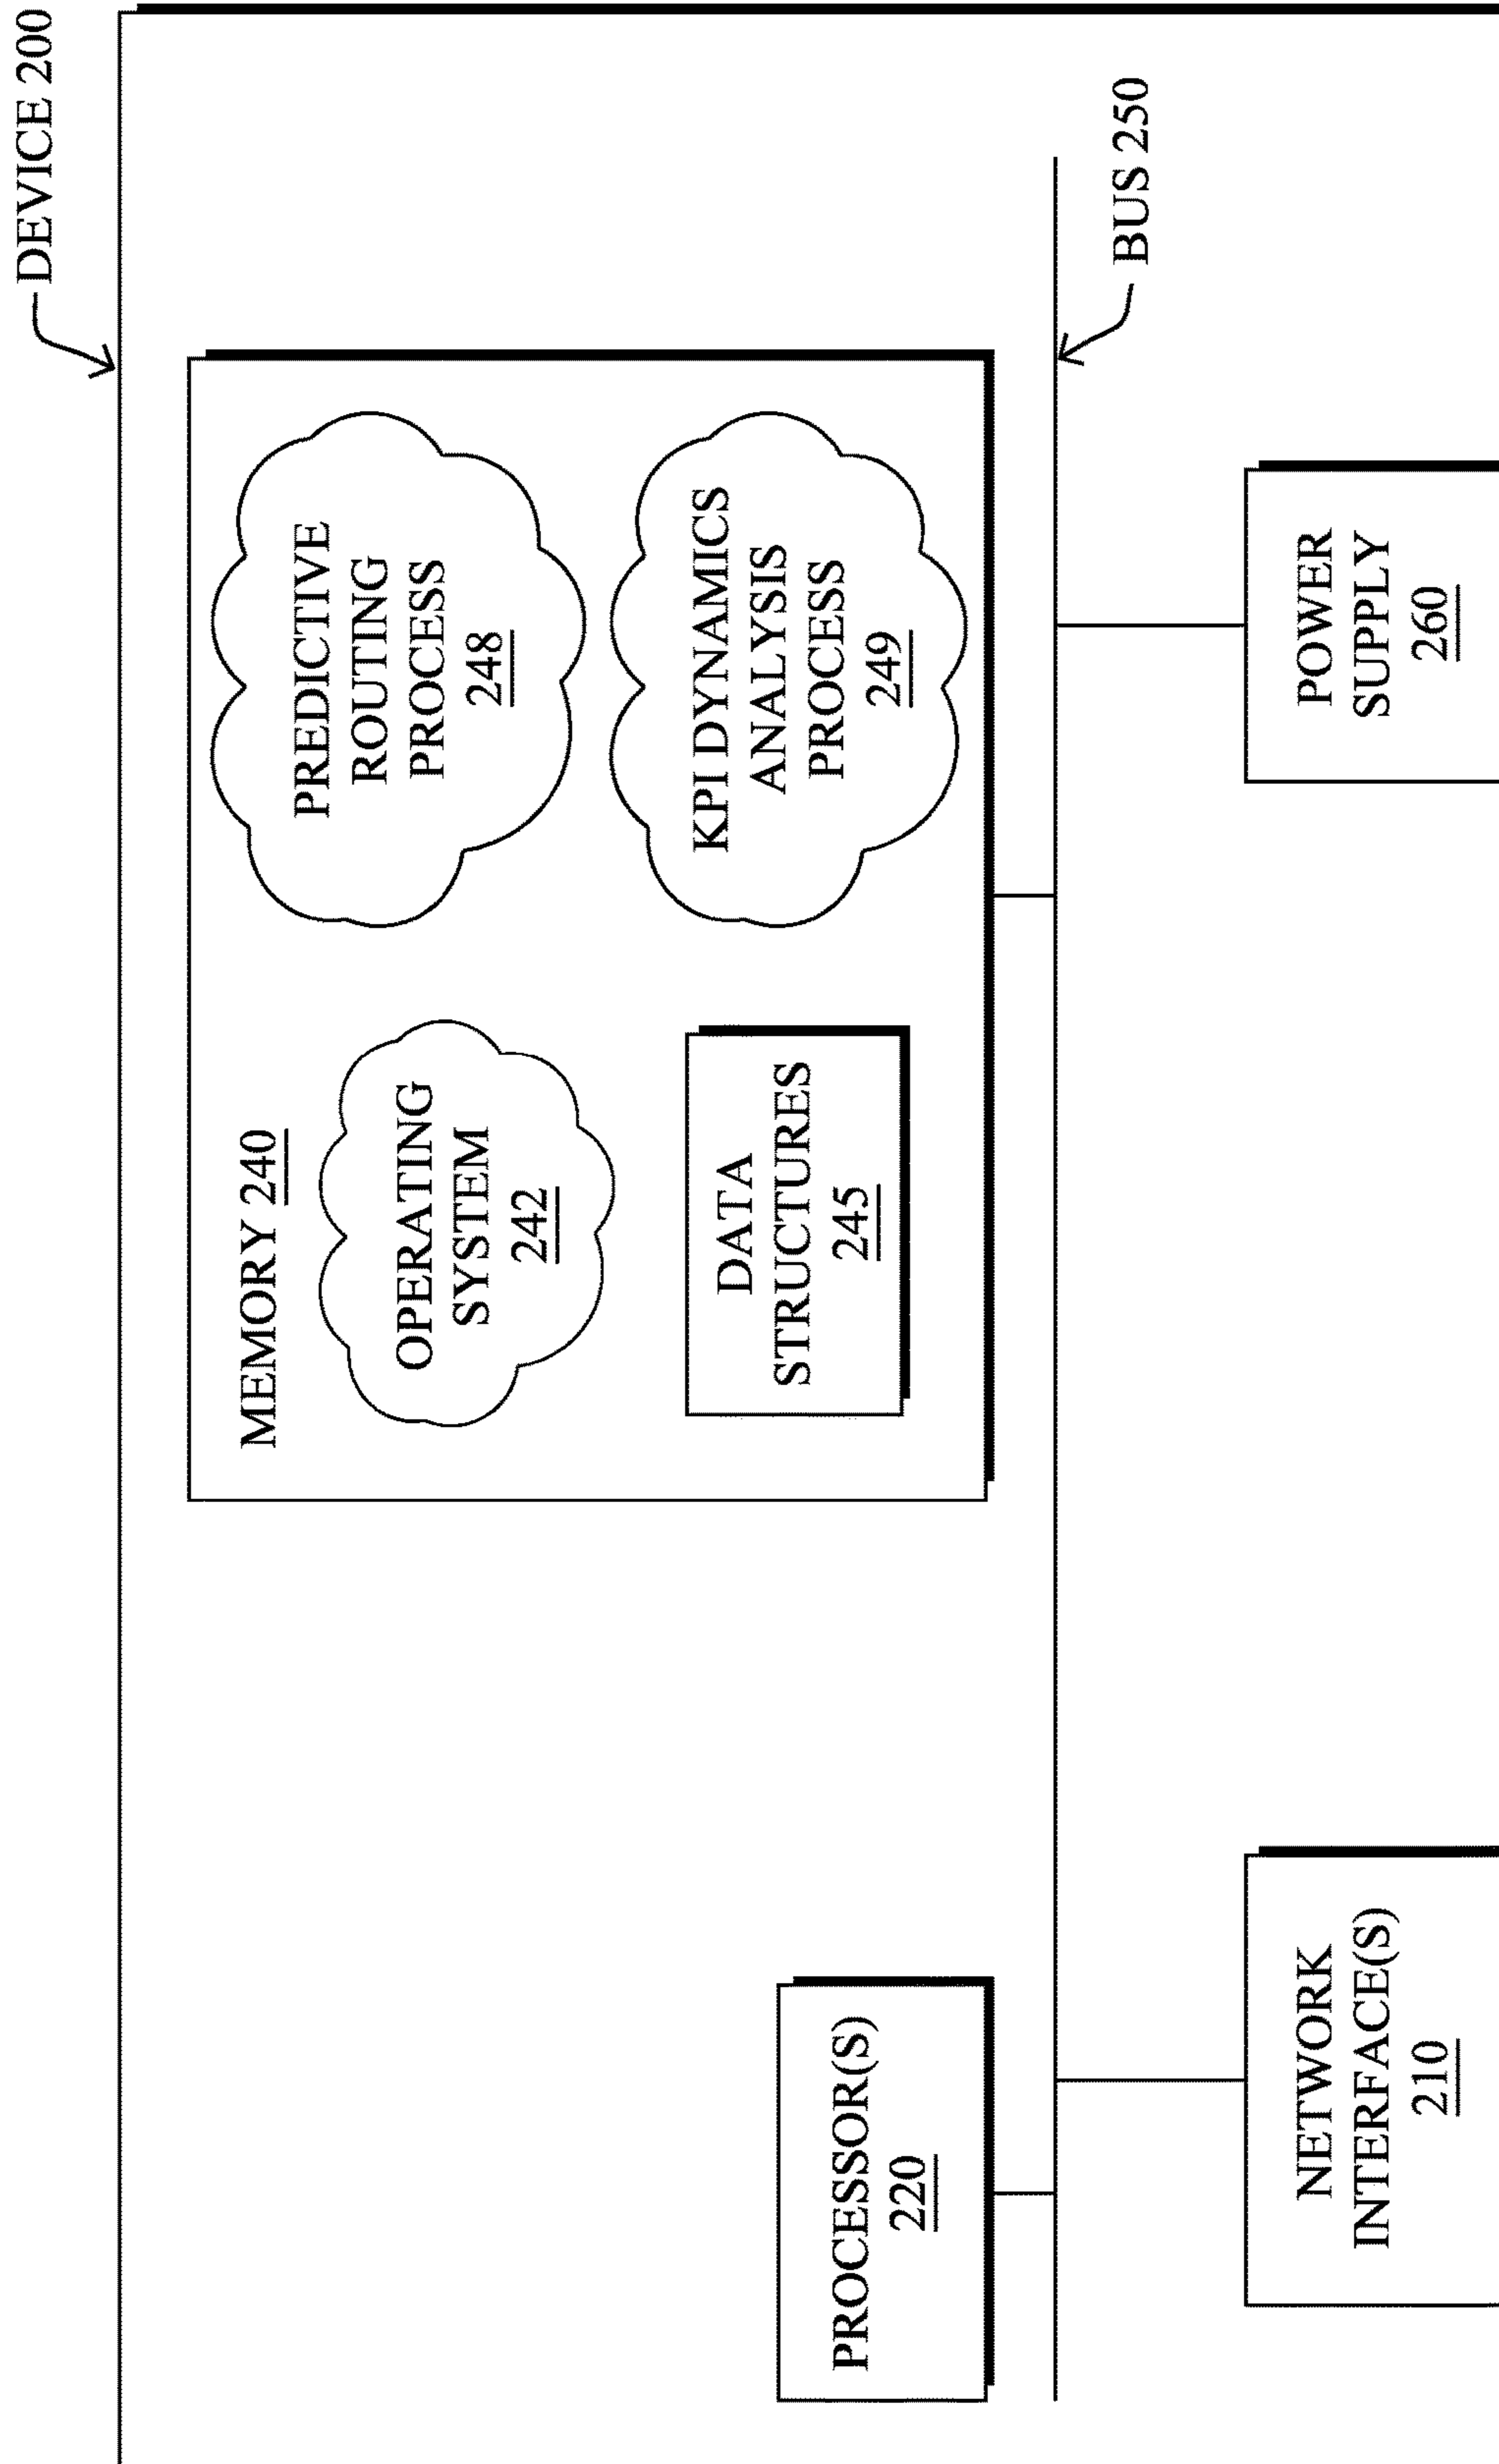 DEVICE 200
MEMORY 240
OPERATING
SYSTEM
242
DATA
STRUCTURES
245
PREDICTIVE
ROUTING
PROCESS
248
KPI DYNAMICS
ANALYSIS
PROCESS
249
PROCESSOR(S)
220
BUS 250
NETWORK
INTERFACE(S)
210
POWER
SUPPLY
260